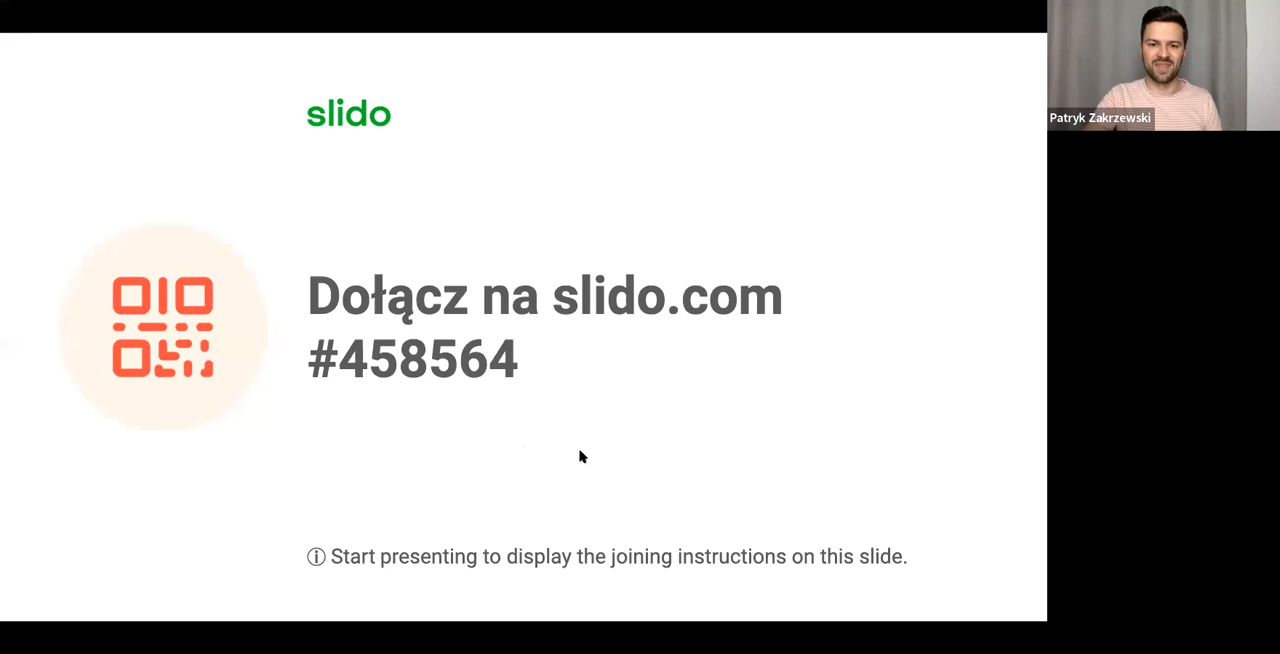 slido
Patryk Zakrzewski
Dołącz na slido.com
#458564
Start presenting to display the joining instructions on this slide.